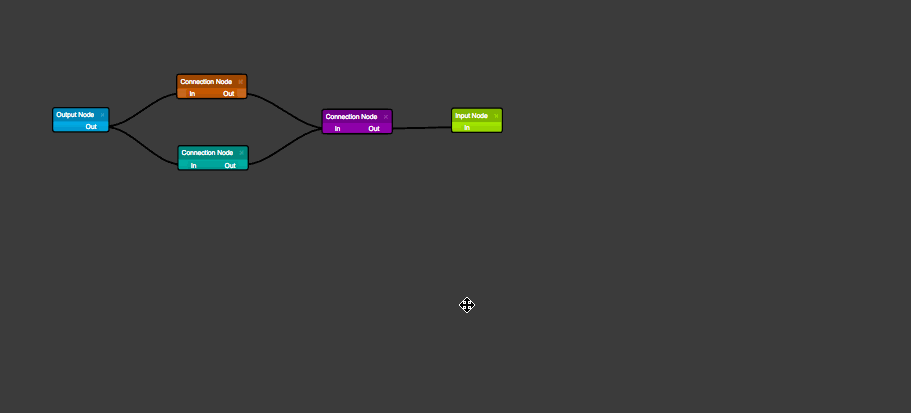 Output Node
Out
Connection Node
In Out
Connection Node
In Out
Connection Node
In Out
Input Node
In